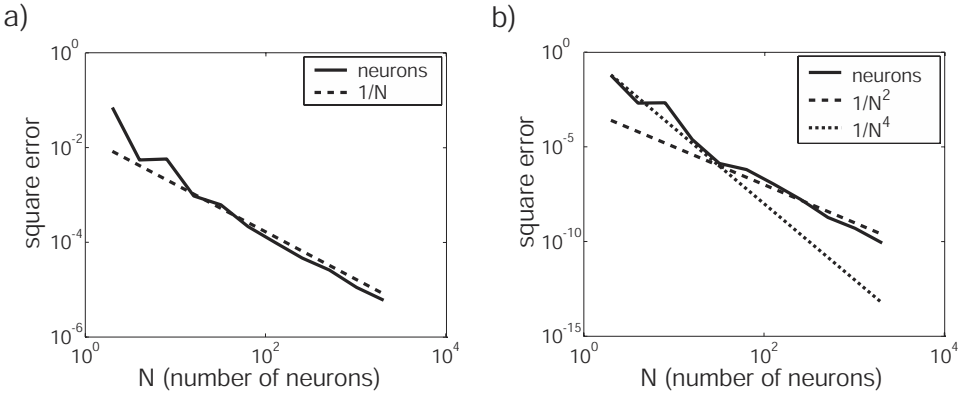 a)
10^0
10^-2
10^-4
10^-6
square error
neurons
1/N
10^0
10^2
10^4
N (number of neurons)
b)
10^0
10^-5
10^-10
10^-15
square error
neurons
1/N^2
1/N^4
10^0
10^2
10^4
N (number of neurons)